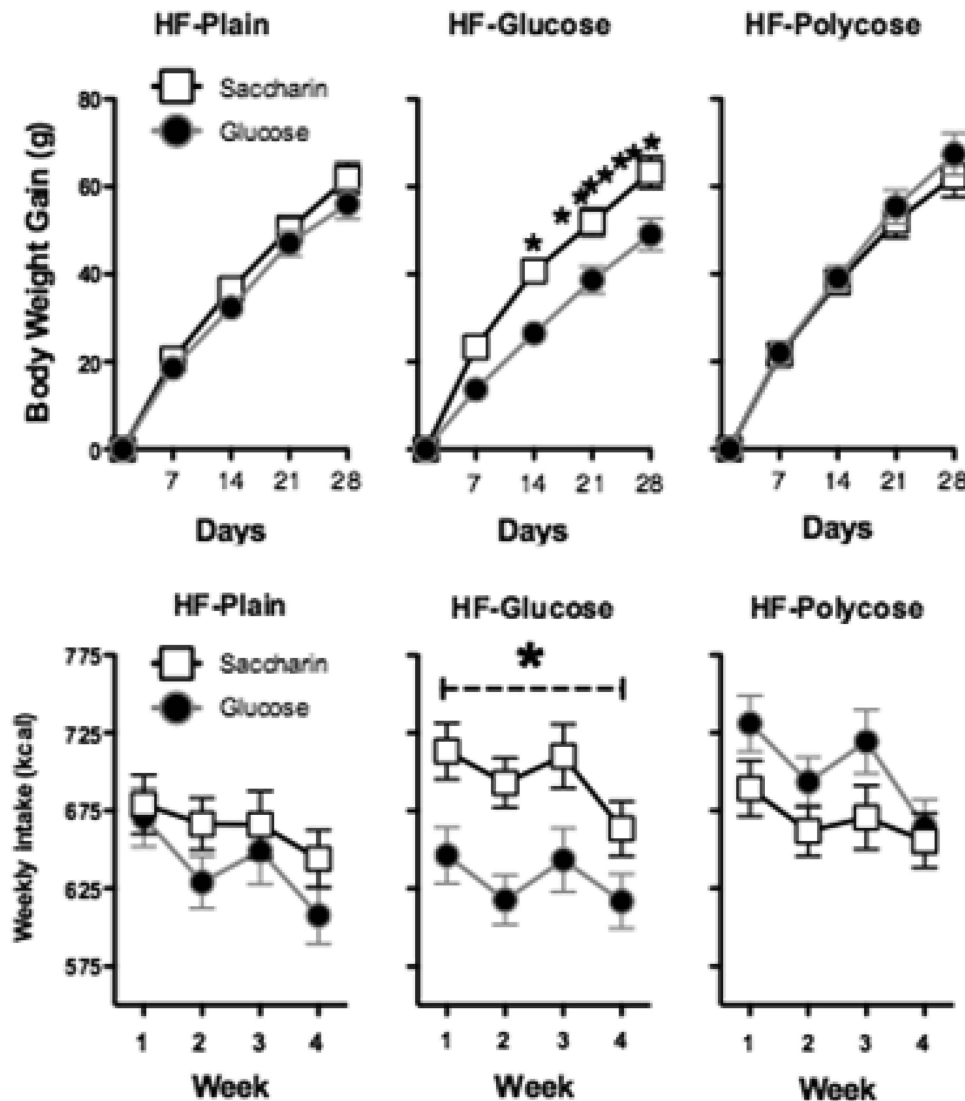 HF-Plain HF-Glucose HF-Polycose
Saccharin
Glucose
Body Weight Gain (g)
80
60
40
20
0
* * * * * * * *
7 14 21 28 7 14 21 28 7 14 21 28
Days Days Days
HF-Plain HF-Glucose HF-Polycose
Saccharin
Glucose
*
Weekly Intake (kcal)
775
725
675
625
575
1 2 3 4 1 2 3 4 1 2 3 4
Week Week Week